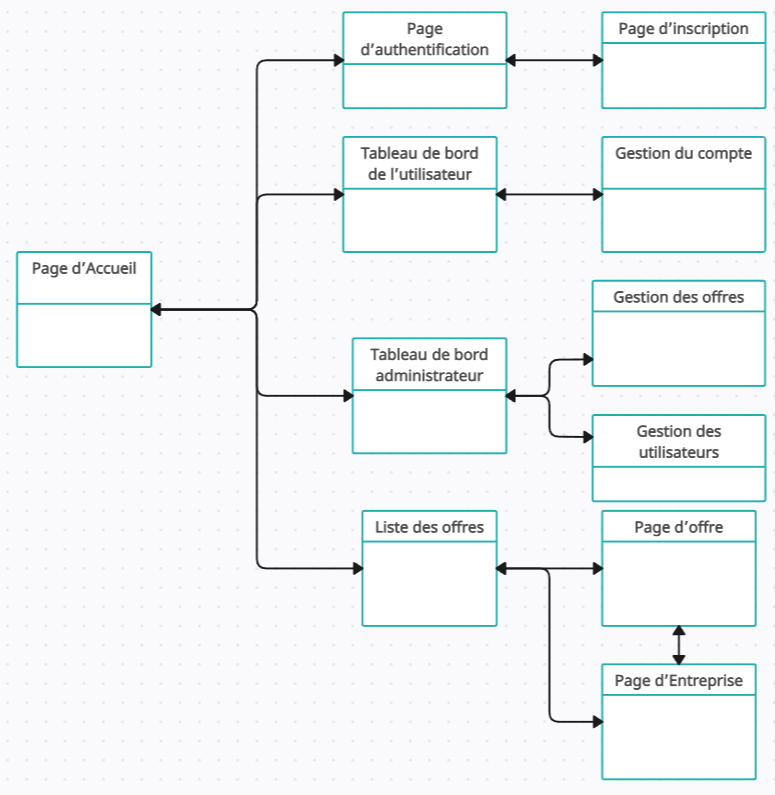 Page
d'authentification
Page d'inscription
Tableau de bord
de l'utilisateur
Gestion du compte
Page d'Accueil
Gestion des offres
Tableau de bord
administrateur
Gestion des
utilisateurs
Liste des offres
Page d'offre
Page d'Entreprise